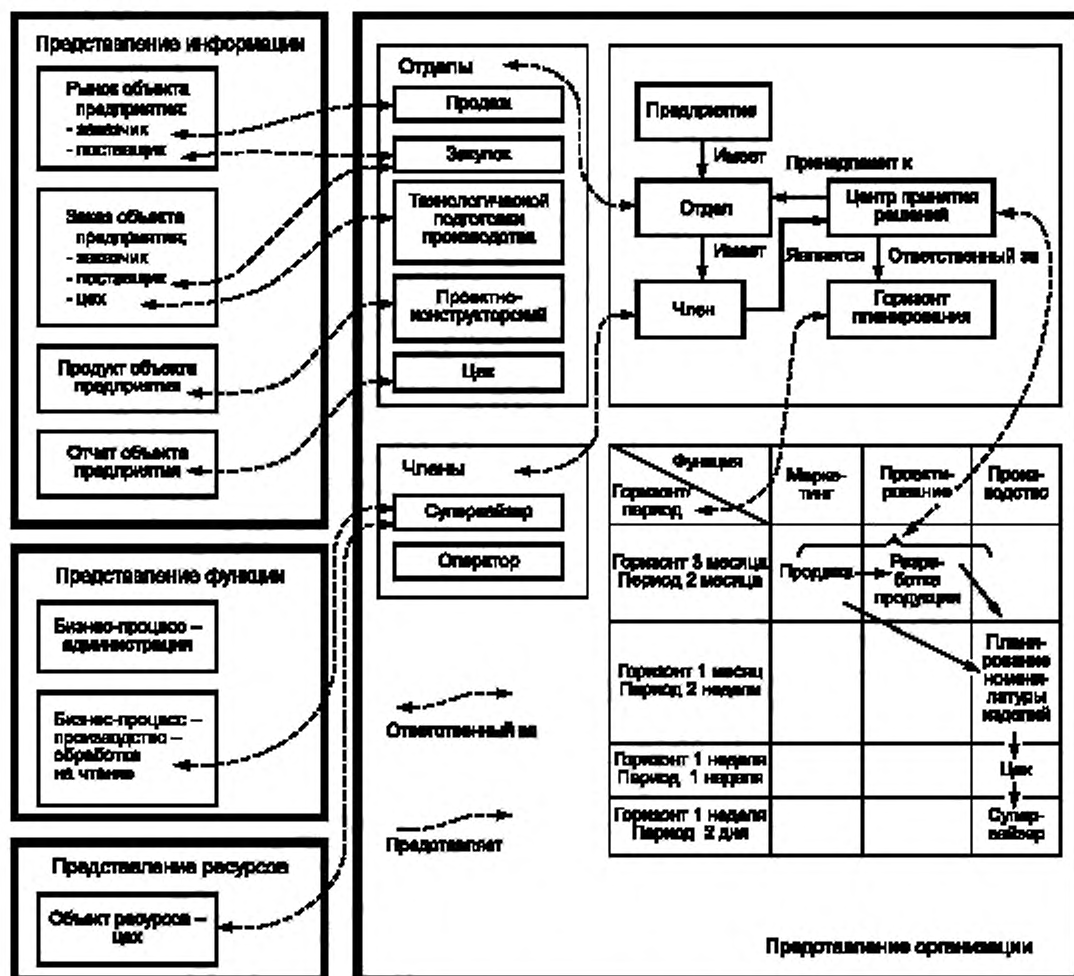 Представление информации
Рынок объекта
предприятия:
- заказчик
- поставщик
Заказ объекта
предприятия;
- заказчик
- поставщик
- цех
Продукт объекта
предприятия
Отчет объекта
предприятия
Представление функции
Бизнес-процесс –
администрация
Бизнес-процесс –
производство –
обработка
на чтение
Представление ресурсов
Объект ресурсов –
цех
Отделы
Продаж
Закупок
Технологической
подготовки
производства
Проектно-
конструкторский
Цех
Члены
Супервайзер
Оператор
Ответственный за
Представляет
Предприятие
Имеет
Принадлежит к
Отдел
Центр принятия
решений
Имеет
Является
Ответственный за
Член
Горизонт
планирования
Функция
Горизонт/
период
Марке-
тинг
Проекти-
рование
Произ-
водство
Горизонт 3 месяца
Период 2 месяца
Продажа
Разра-
ботка
продукции
Горизонт 1 месяц
Период 2 недели
Плани-
рование
номенк-
латуры
изделий
Горизонт 1 неделя
Период 1 неделя
Цех
Горизонт 1 неделя
Период 2 дня
Супер-
вайзер
Представление организации